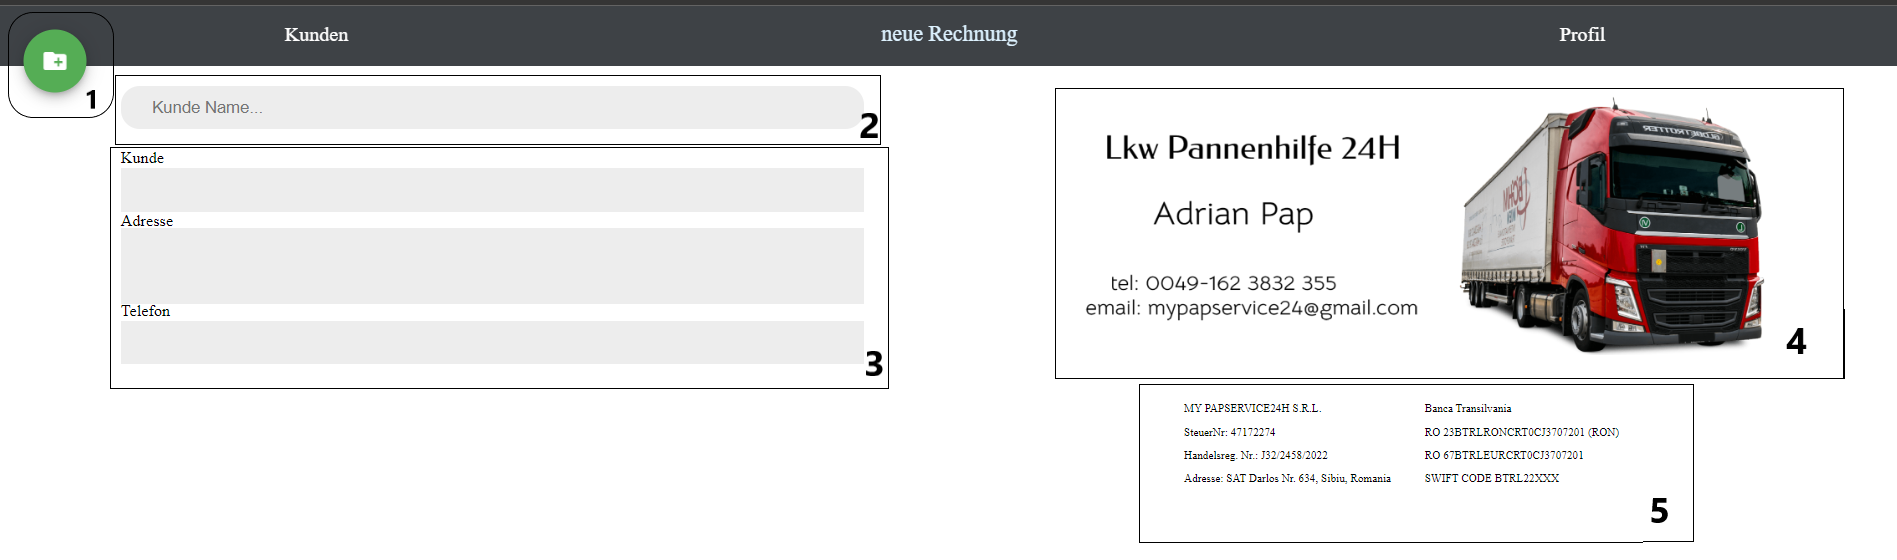 Kunden
neue Rechnung
Profil
1
Kunde Name...
2
Kunde
Adresse
Telefon
3
Lkw Pannenhilfe 24H
Adrian Pap
tel: 0049-162 3832 355
email: mypapservice24@gmail.com
4
MY PAPSERVICE24H S.R.L.
SteuerNr: 47172274
Handelsreg. Nr.: J32/2458/2022
Adresse: SAT Darlos Nr. 634, Sibiu, Romania
Banca Transilvania
RO 23BTRLRONCRT0CJ3707201 (RON)
RO 67BTRLEURCRT0CJ3707201
SWIFT CODE BTRL22XXX
5